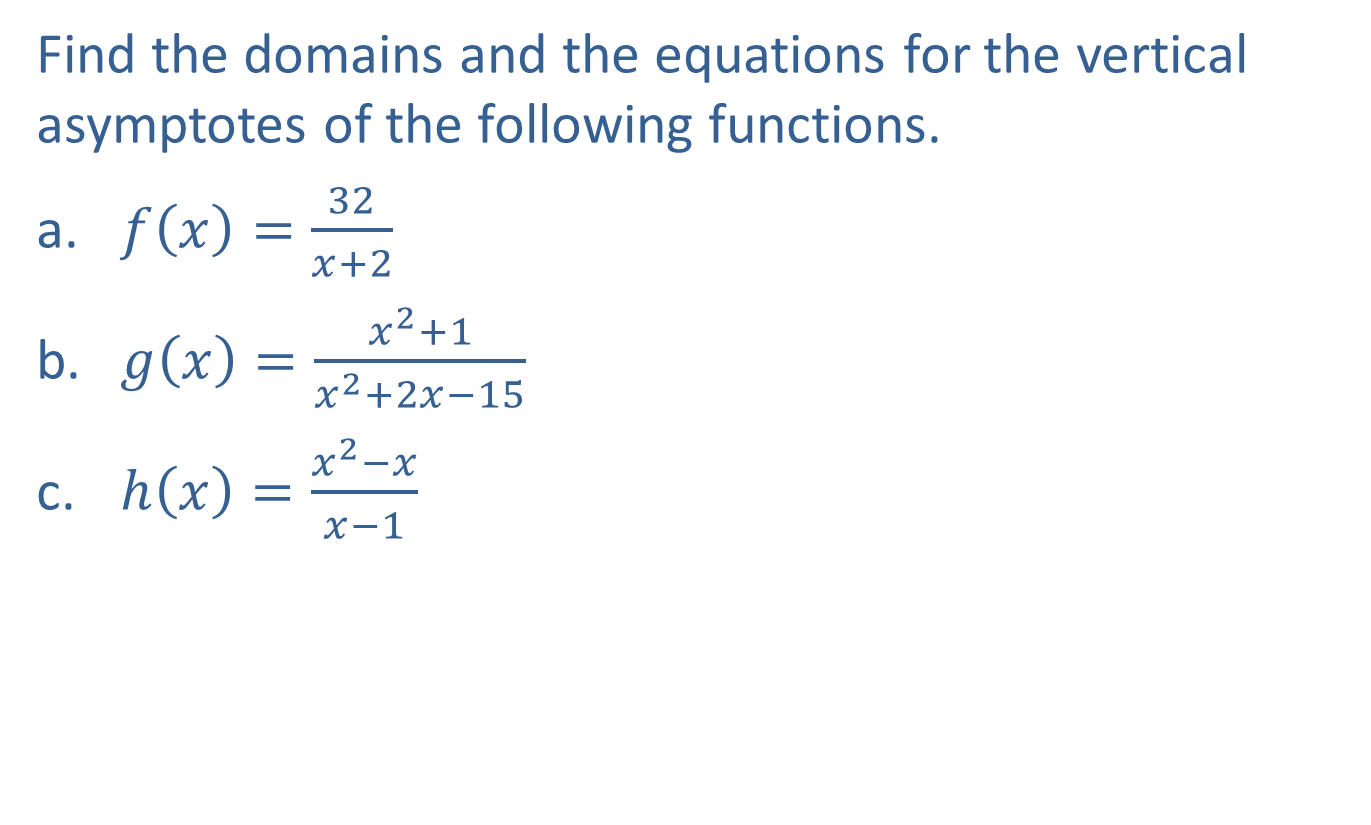 Find the domains and the equations for the vertical
asymptotes of the following functions.
a. f(x) = 32/(x+2)
b. g(x) = (x²+1)/(x²+2x−15)
c. h(x) = (x²−x)/(x−1)